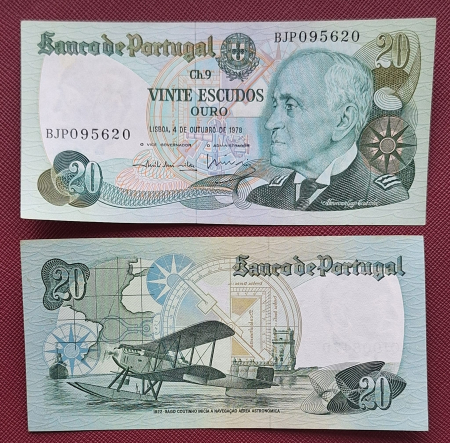 Banco de Portugal
BJP095620
20
Ch.9
VINTE ESCUDOS
OURO
BJP095620
LISBOA, 4 DE OUTUBRO DE 1978
O VICE-GOVERNADOR O ADMINISTRADOR
20
20
Banco de Portugal
1922 - GAGO COUTINHO INICIA A NAVEGAÇÃO AÉREA ASTRONÓMICA
20